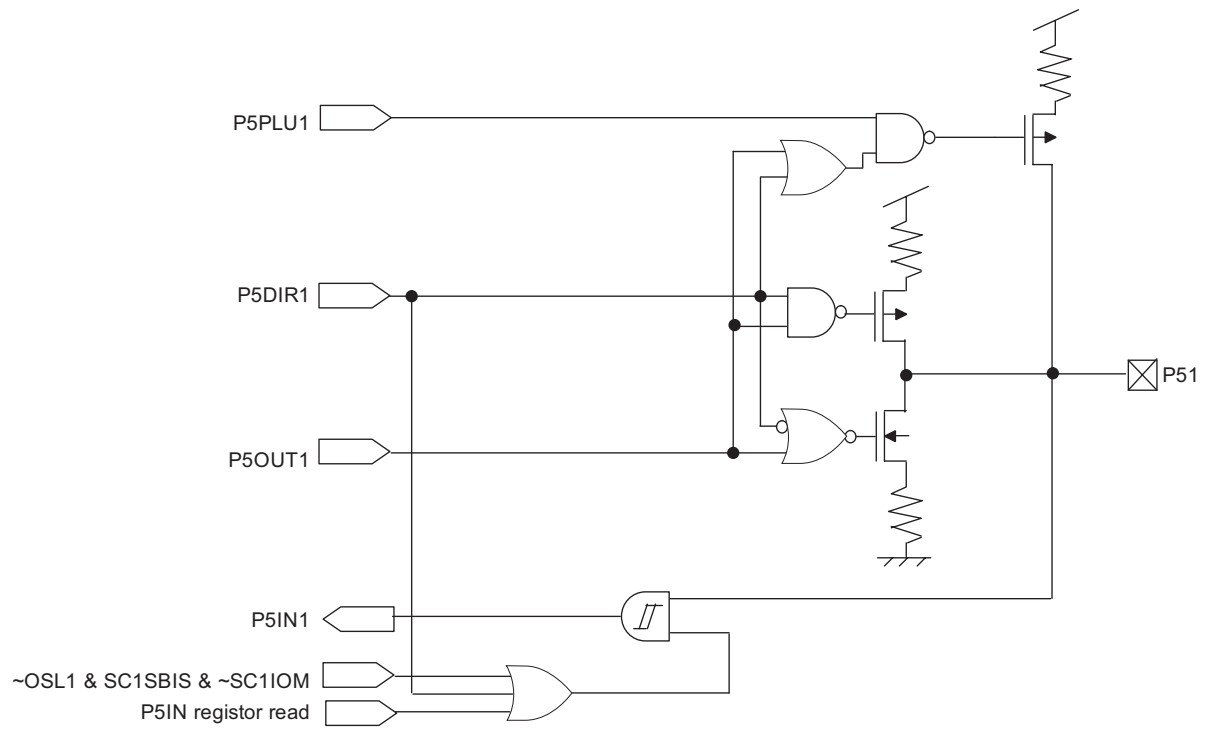 P5PLU1
P5DIR1
P51
P5OUT1
P5IN1
~OSL1 & SC1SBIS & ~SC1IOM
P5IN registor read